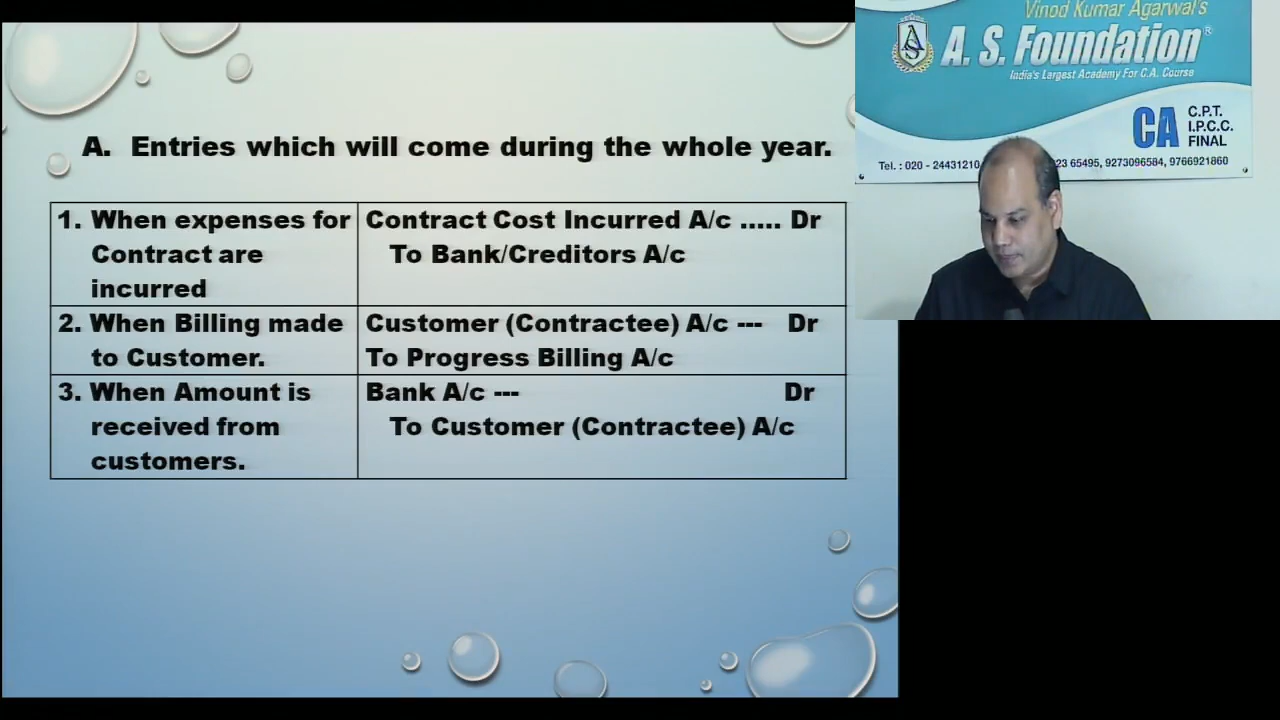 Vinod Kumar Agarwal's
A. S. Foundation®
India's Largest Academy For C.A. Course
CA
C.P.T.
I.P.C.C.
FINAL
Tel. : 020 - 24431210 23 65495, 9273096584, 9766921860
A. Entries which will come during the whole year.
1. When expenses for
Contract are
incurred
Contract Cost Incurred A/c ..... Dr
To Bank/Creditors A/c
2. When Billing made
to Customer.
Customer (Contractee) A/c --- Dr
To Progress Billing A/c
3. When Amount is
received from
customers.
Bank A/c --- Dr
To Customer (Contractee) A/c